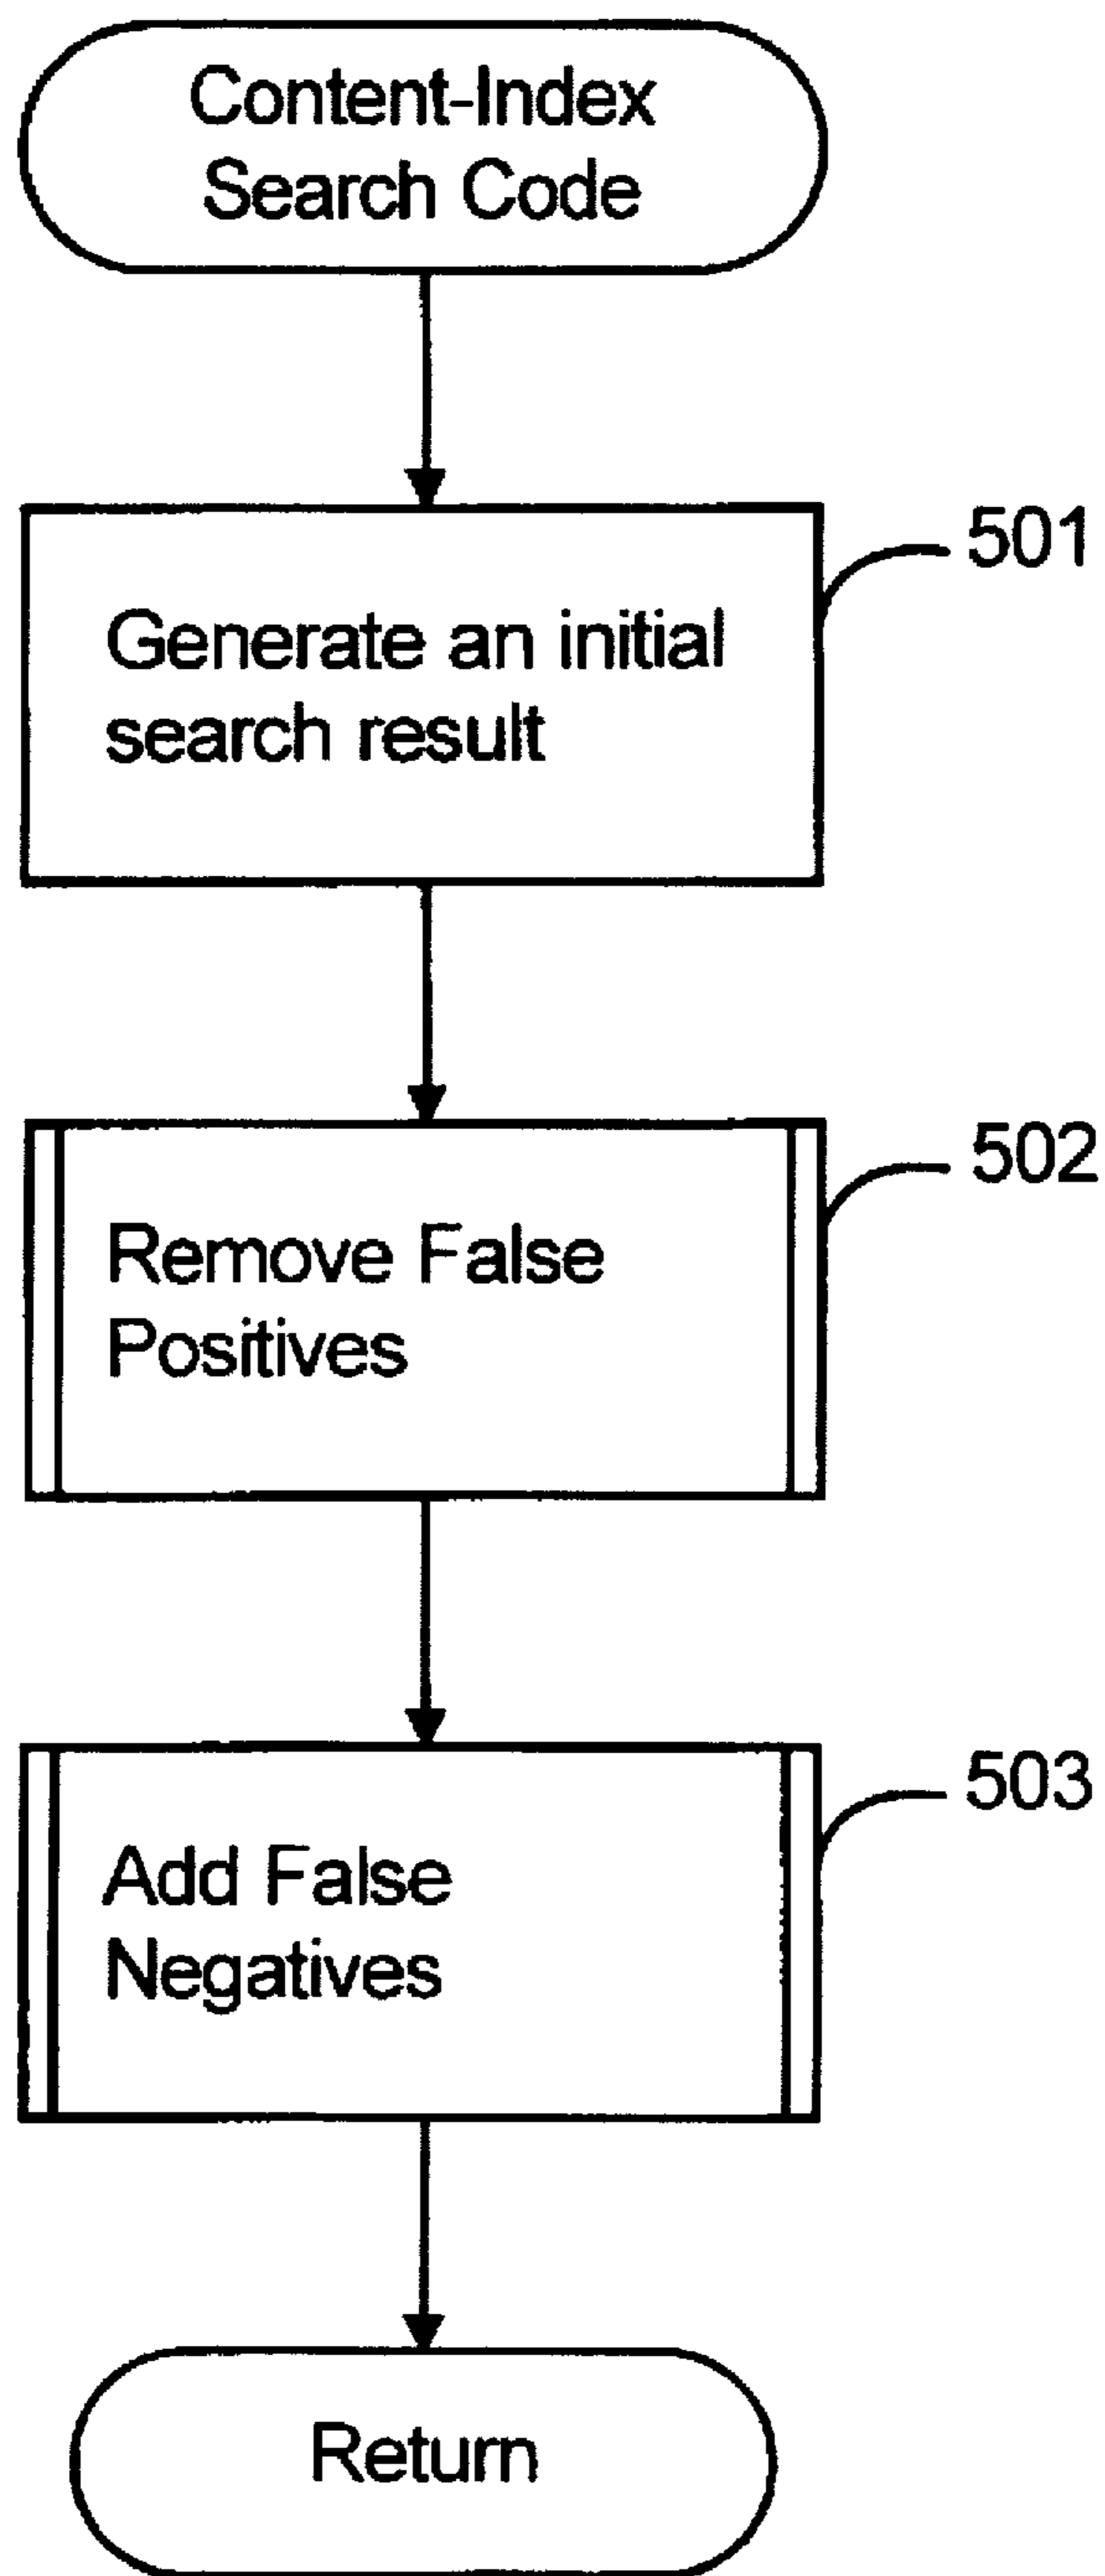 Content-Index
Search Code
501
Generate an initial
search result
502
Remove False
Positives
503
Add False
Negatives
Return